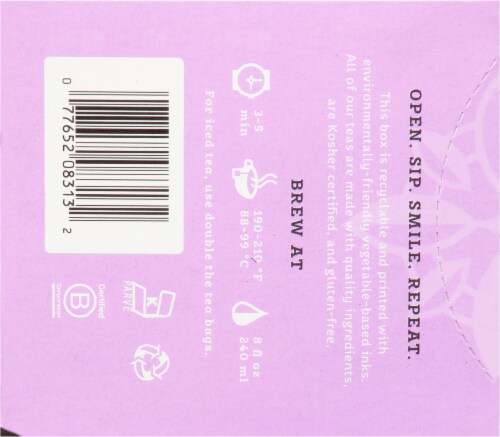 OPEN. SIP. SMILE. REPEAT.
This box is recyclable and printed with
environmentally-friendly vegetable-based inks.
All of our teas are made with quality ingredients,
are Kosher certified, and gluten-free.
BREW AT
3-5
min
190-210 °F
88-99 °C
8 fl oz
240 ml
For iced tea, use double the tea bags.
K
PARVE
Certified
B
Corporation
0 77652 08313 2